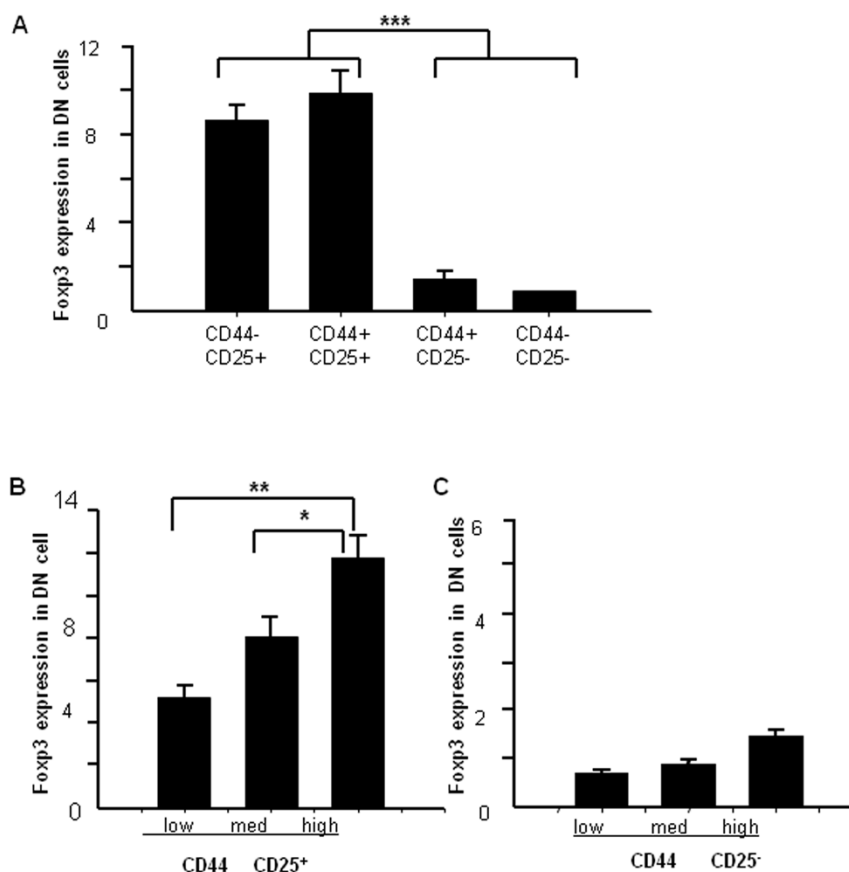 A
***
Foxp3 expression in DN cells
12
8
4
0
CD44- CD44+ CD44+ CD44-
CD25+ CD25+ CD25- CD25-
B
**
*
Foxp3 expression in DN cell
14
8
4
0
low med high
CD44 CD25+
C
Foxp3 expression in DN cells
6
4
2
0
low med high
CD44 CD25-